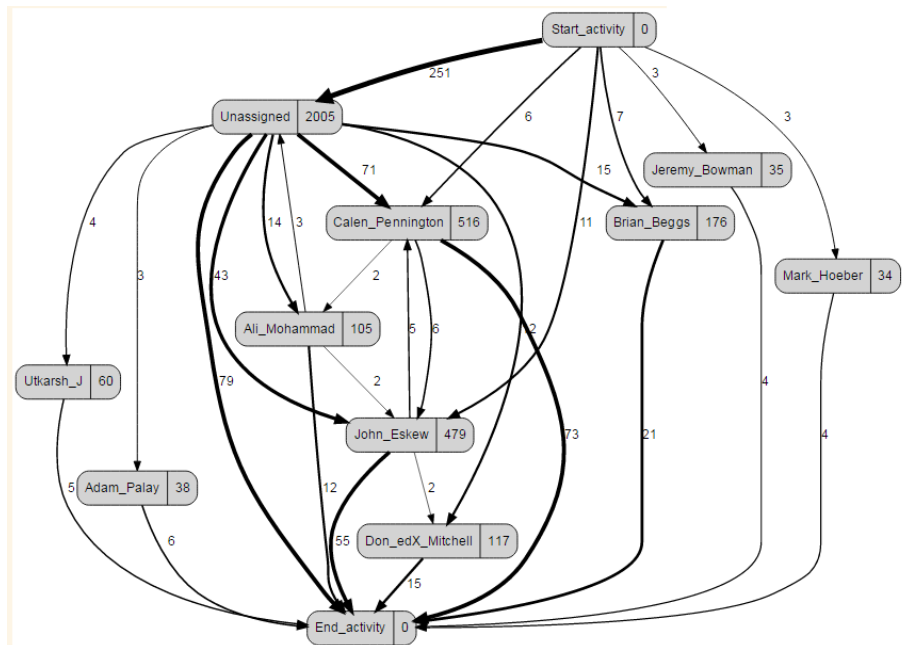 Start_activity 0
251
3
Unassigned 2005
6
7
3
71
15
Jeremy_Bowman 35
4
14
3
Calen_Pennington 516
11
Brian_Beggs 176
3
43
2
Mark_Hoeber 34
Ali_Mohammad 105
5
6
2
Utkarsh_J 60
79
2
4
John_Eskew 479
73
21
4
Adam_Palay 38
5
12
2
6
55
Don_edX_Mitchell 117
15
End_activity 0